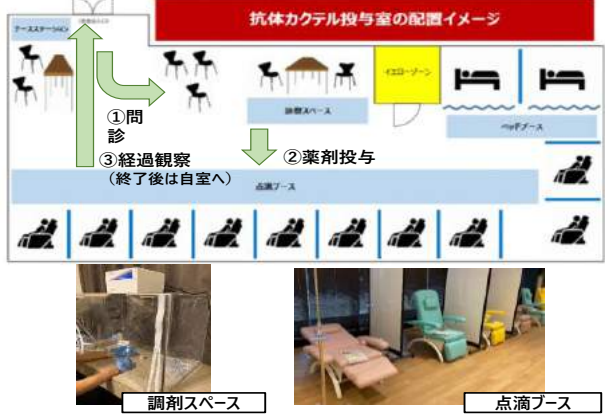 抗体カクテル投与室の配置イメージ
ナースステーション
イエローゾーン
診察スペース
ベッドブース
①問
診
②薬剤投与
③経過観察
（終了後は自室へ）
点滴ブース
調剤スペース
点滴ブース